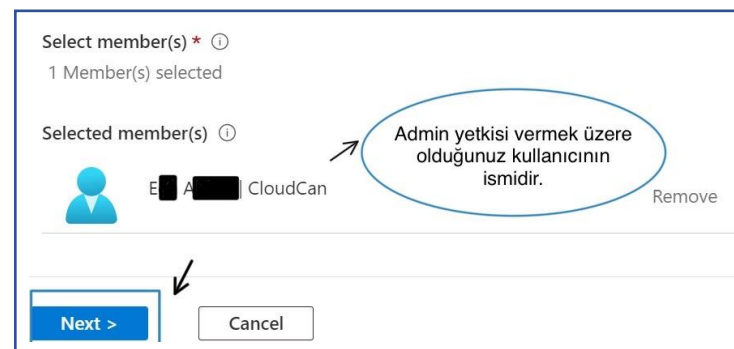 Select member(s) *
1 Member(s) selected
Selected member(s)
Admin yetkisi vermek üzere
olduğunuz kullanıcının
ismidir.
E A | CloudCan
Remove
Next >
Cancel